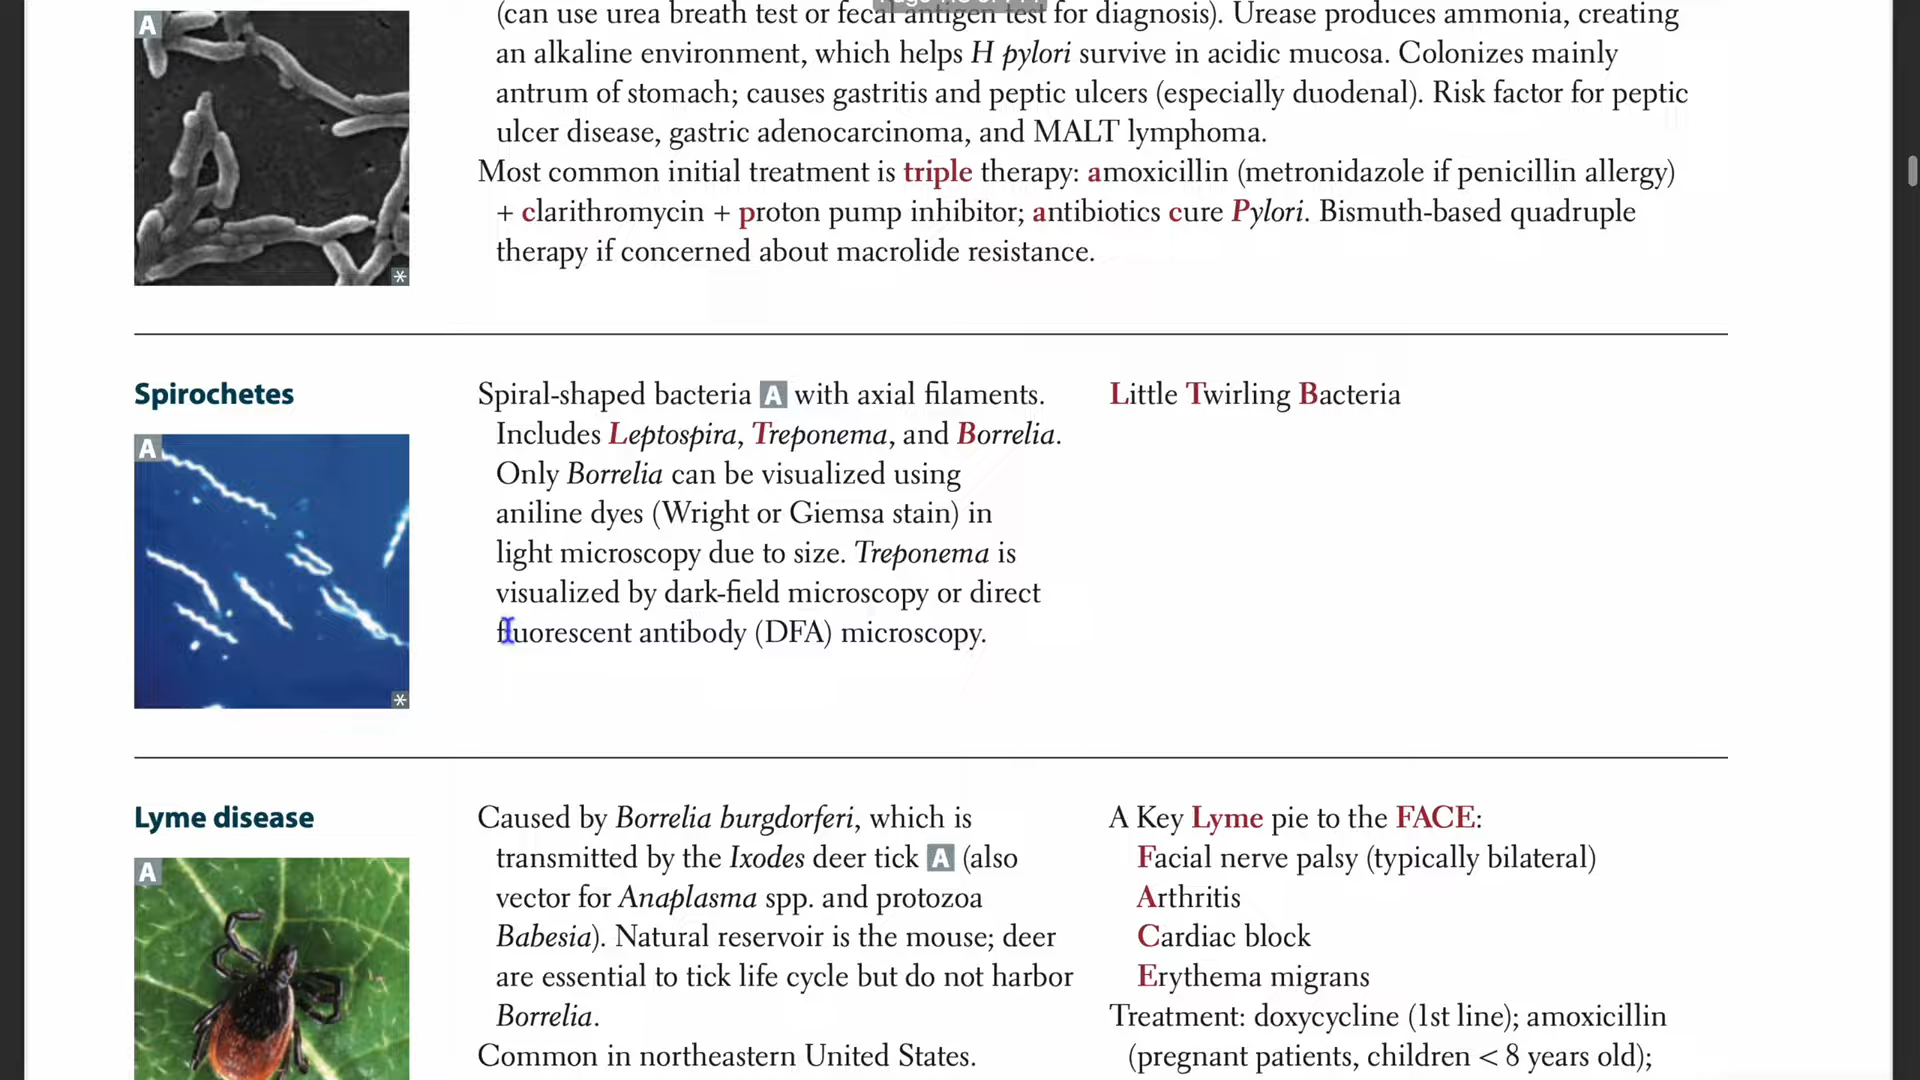 A
(can use urea breath test or fecal antigen test for diagnosis). Urease produces ammonia, creating
an alkaline environment, which helps H pylori survive in acidic mucosa. Colonizes mainly
antrum of stomach; causes gastritis and peptic ulcers (especially duodenal). Risk factor for peptic
ulcer disease, gastric adenocarcinoma, and MALT lymphoma.
Most common initial treatment is triple therapy: amoxicillin (metronidazole if penicillin allergy)
+ clarithromycin + proton pump inhibitor; antibiotics cure Pylori. Bismuth-based quadruple
therapy if concerned about macrolide resistance.
*
Spirochetes
A
*
Spiral-shaped bacteria A with axial filaments.
Includes Leptospira, Treponema, and Borrelia.
Only Borrelia can be visualized using
aniline dyes (Wright or Giemsa stain) in
light microscopy due to size. Treponema is
visualized by dark-field microscopy or direct
fluorescent antibody (DFA) microscopy.
Little Twirling Bacteria
Lyme disease
A
Caused by Borrelia burgdorferi, which is
transmitted by the Ixodes deer tick A (also
vector for Anaplasma spp. and protozoa
Babesia). Natural reservoir is the mouse; deer
are essential to tick life cycle but do not harbor
Borrelia.
Common in northeastern United States.
A Key Lyme pie to the FACE:
Facial nerve palsy (typically bilateral)
Arthritis
Cardiac block
Erythema migrans
Treatment: doxycycline (1st line); amoxicillin
(pregnant patients, children < 8 years old);